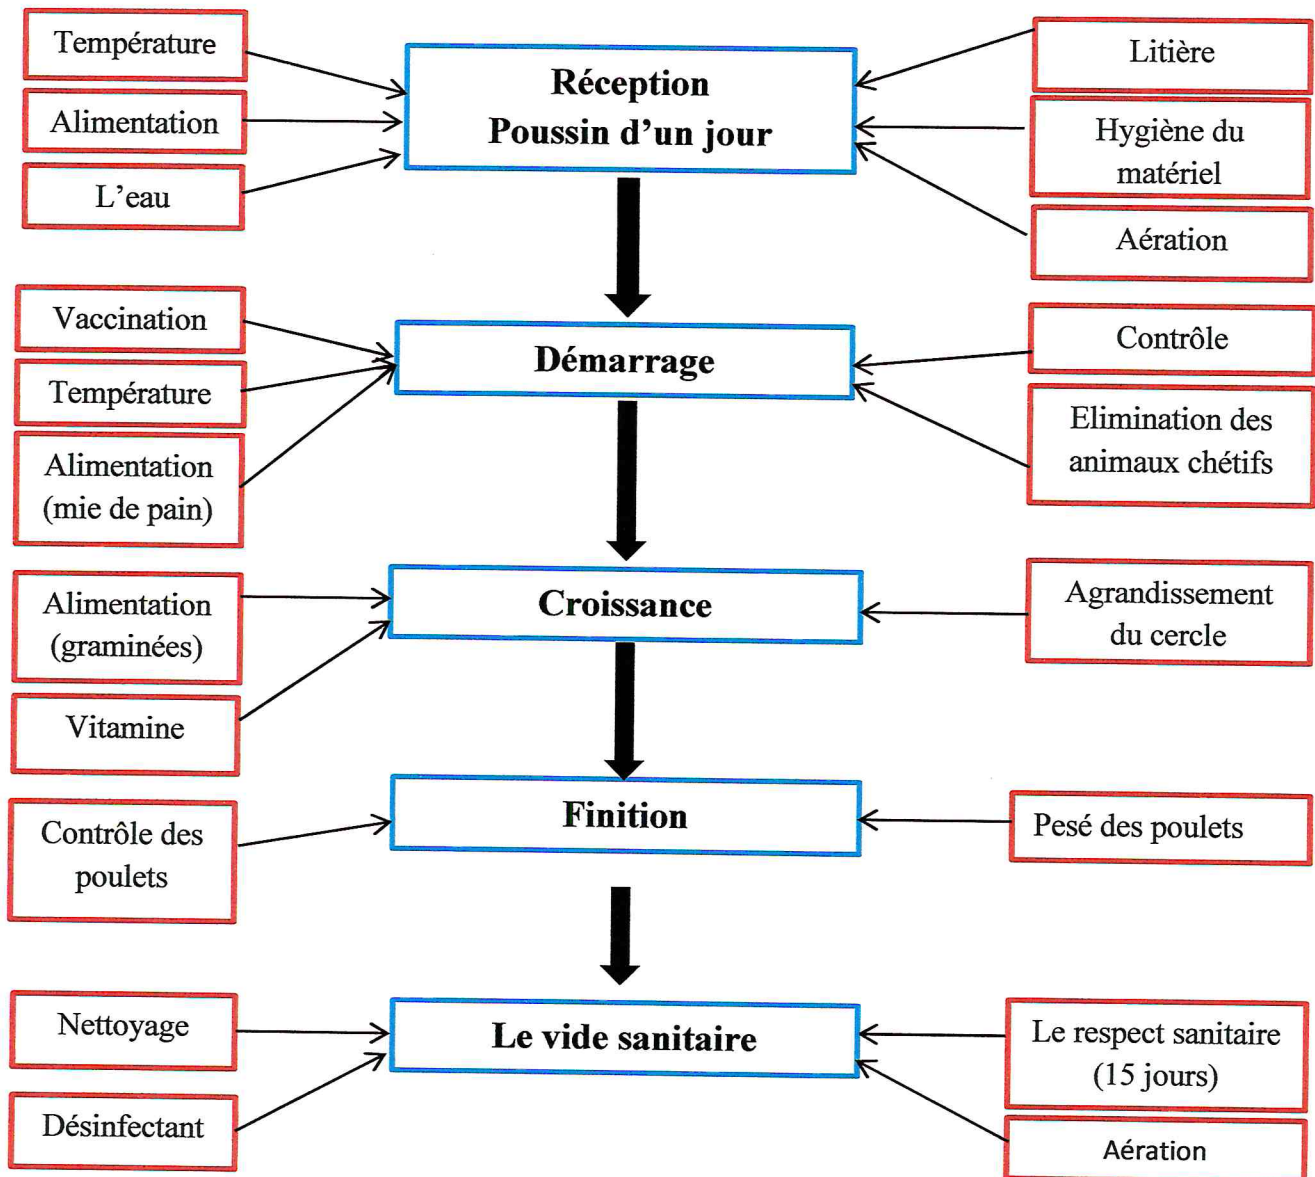 Température
Alimentation
L'eau
Réception
Poussin d'un jour
Litière
Hygiène du
matériel
Aération
Vaccination
Température
Alimentation
(mie de pain)
Démarrage
Contrôle
Elimination des
animaux chétifs
Alimentation
(graminées)
Vitamine
Croissance
Agrandissement
du cercle
Contrôle des
poulets
Finition
Pesé des poulets
Nettoyage
Désinfectant
Le vide sanitaire
Le respect sanitaire
(15 jours)
Aération